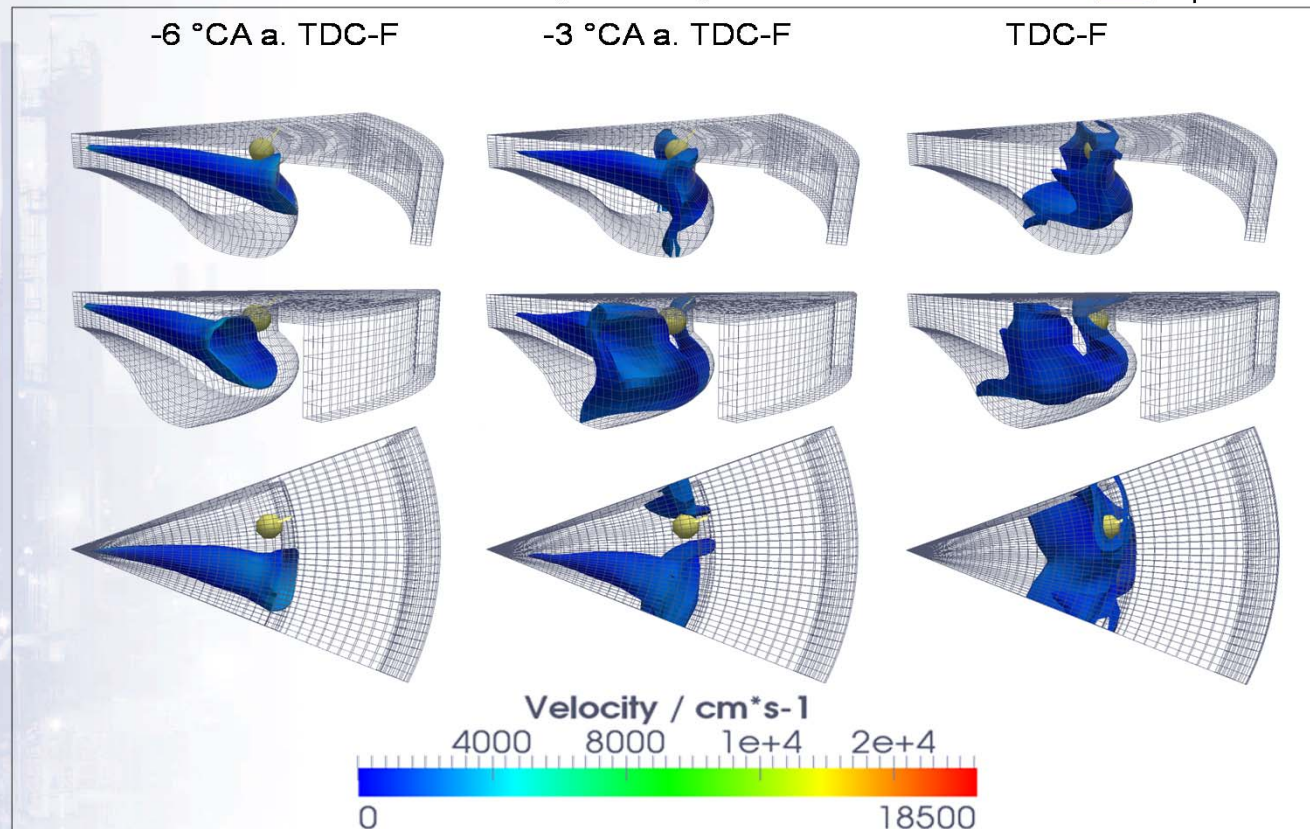 -6 °CA a. TDC-F
-3 °CA a. TDC-F
TDC-F
Velocity / cm*s-1
4000 8000 1e+4 2e+4
0 18500